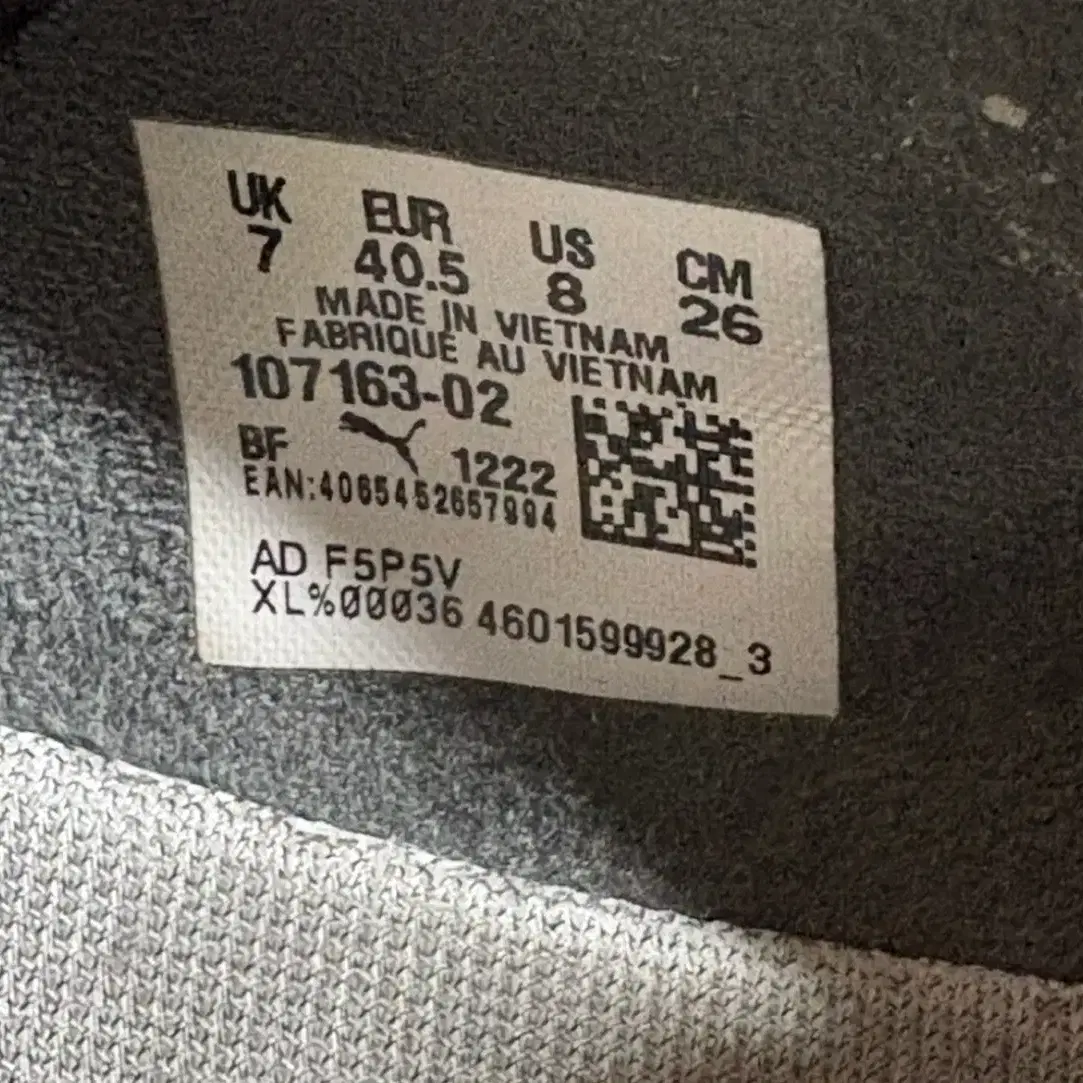 UK EUR US CM
7 40.5 8 26
MADE IN VIETNAM
FABRIQUÉ AU VIETNAM
107163-02
BF 1222
EAN:4065452657994
AD F5P5V
XL%00036 4601599928_3